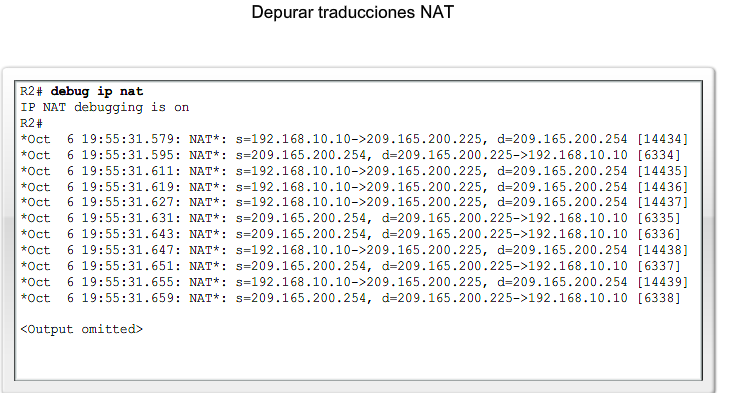 Depurar traducciones NAT
R2# debug ip nat
IP NAT debugging is on
R2#
*Oct  6 19:55:31.579: NAT*: s=192.168.10.10->209.165.200.225, d=209.165.200.254 [14434]
*Oct  6 19:55:31.595: NAT*: s=209.165.200.254, d=209.165.200.225->192.168.10.10 [6334]
*Oct  6 19:55:31.611: NAT*: s=192.168.10.10->209.165.200.225, d=209.165.200.254 [14435]
*Oct  6 19:55:31.619: NAT*: s=192.168.10.10->209.165.200.225, d=209.165.200.254 [14436]
*Oct  6 19:55:31.627: NAT*: s=192.168.10.10->209.165.200.225, d=209.165.200.254 [14437]
*Oct  6 19:55:31.631: NAT*: s=209.165.200.254, d=209.165.200.225->192.168.10.10 [6335]
*Oct  6 19:55:31.643: NAT*: s=209.165.200.254, d=209.165.200.225->192.168.10.10 [6336]
*Oct  6 19:55:31.647: NAT*: s=192.168.10.10->209.165.200.225, d=209.165.200.254 [14438]
*Oct  6 19:55:31.651: NAT*: s=209.165.200.254, d=209.165.200.225->192.168.10.10 [6337]
*Oct  6 19:55:31.655: NAT*: s=192.168.10.10->209.165.200.225, d=209.165.200.254 [14439]
*Oct  6 19:55:31.659: NAT*: s=209.165.200.254, d=209.165.200.225->192.168.10.10 [6338]
<Output omitted>